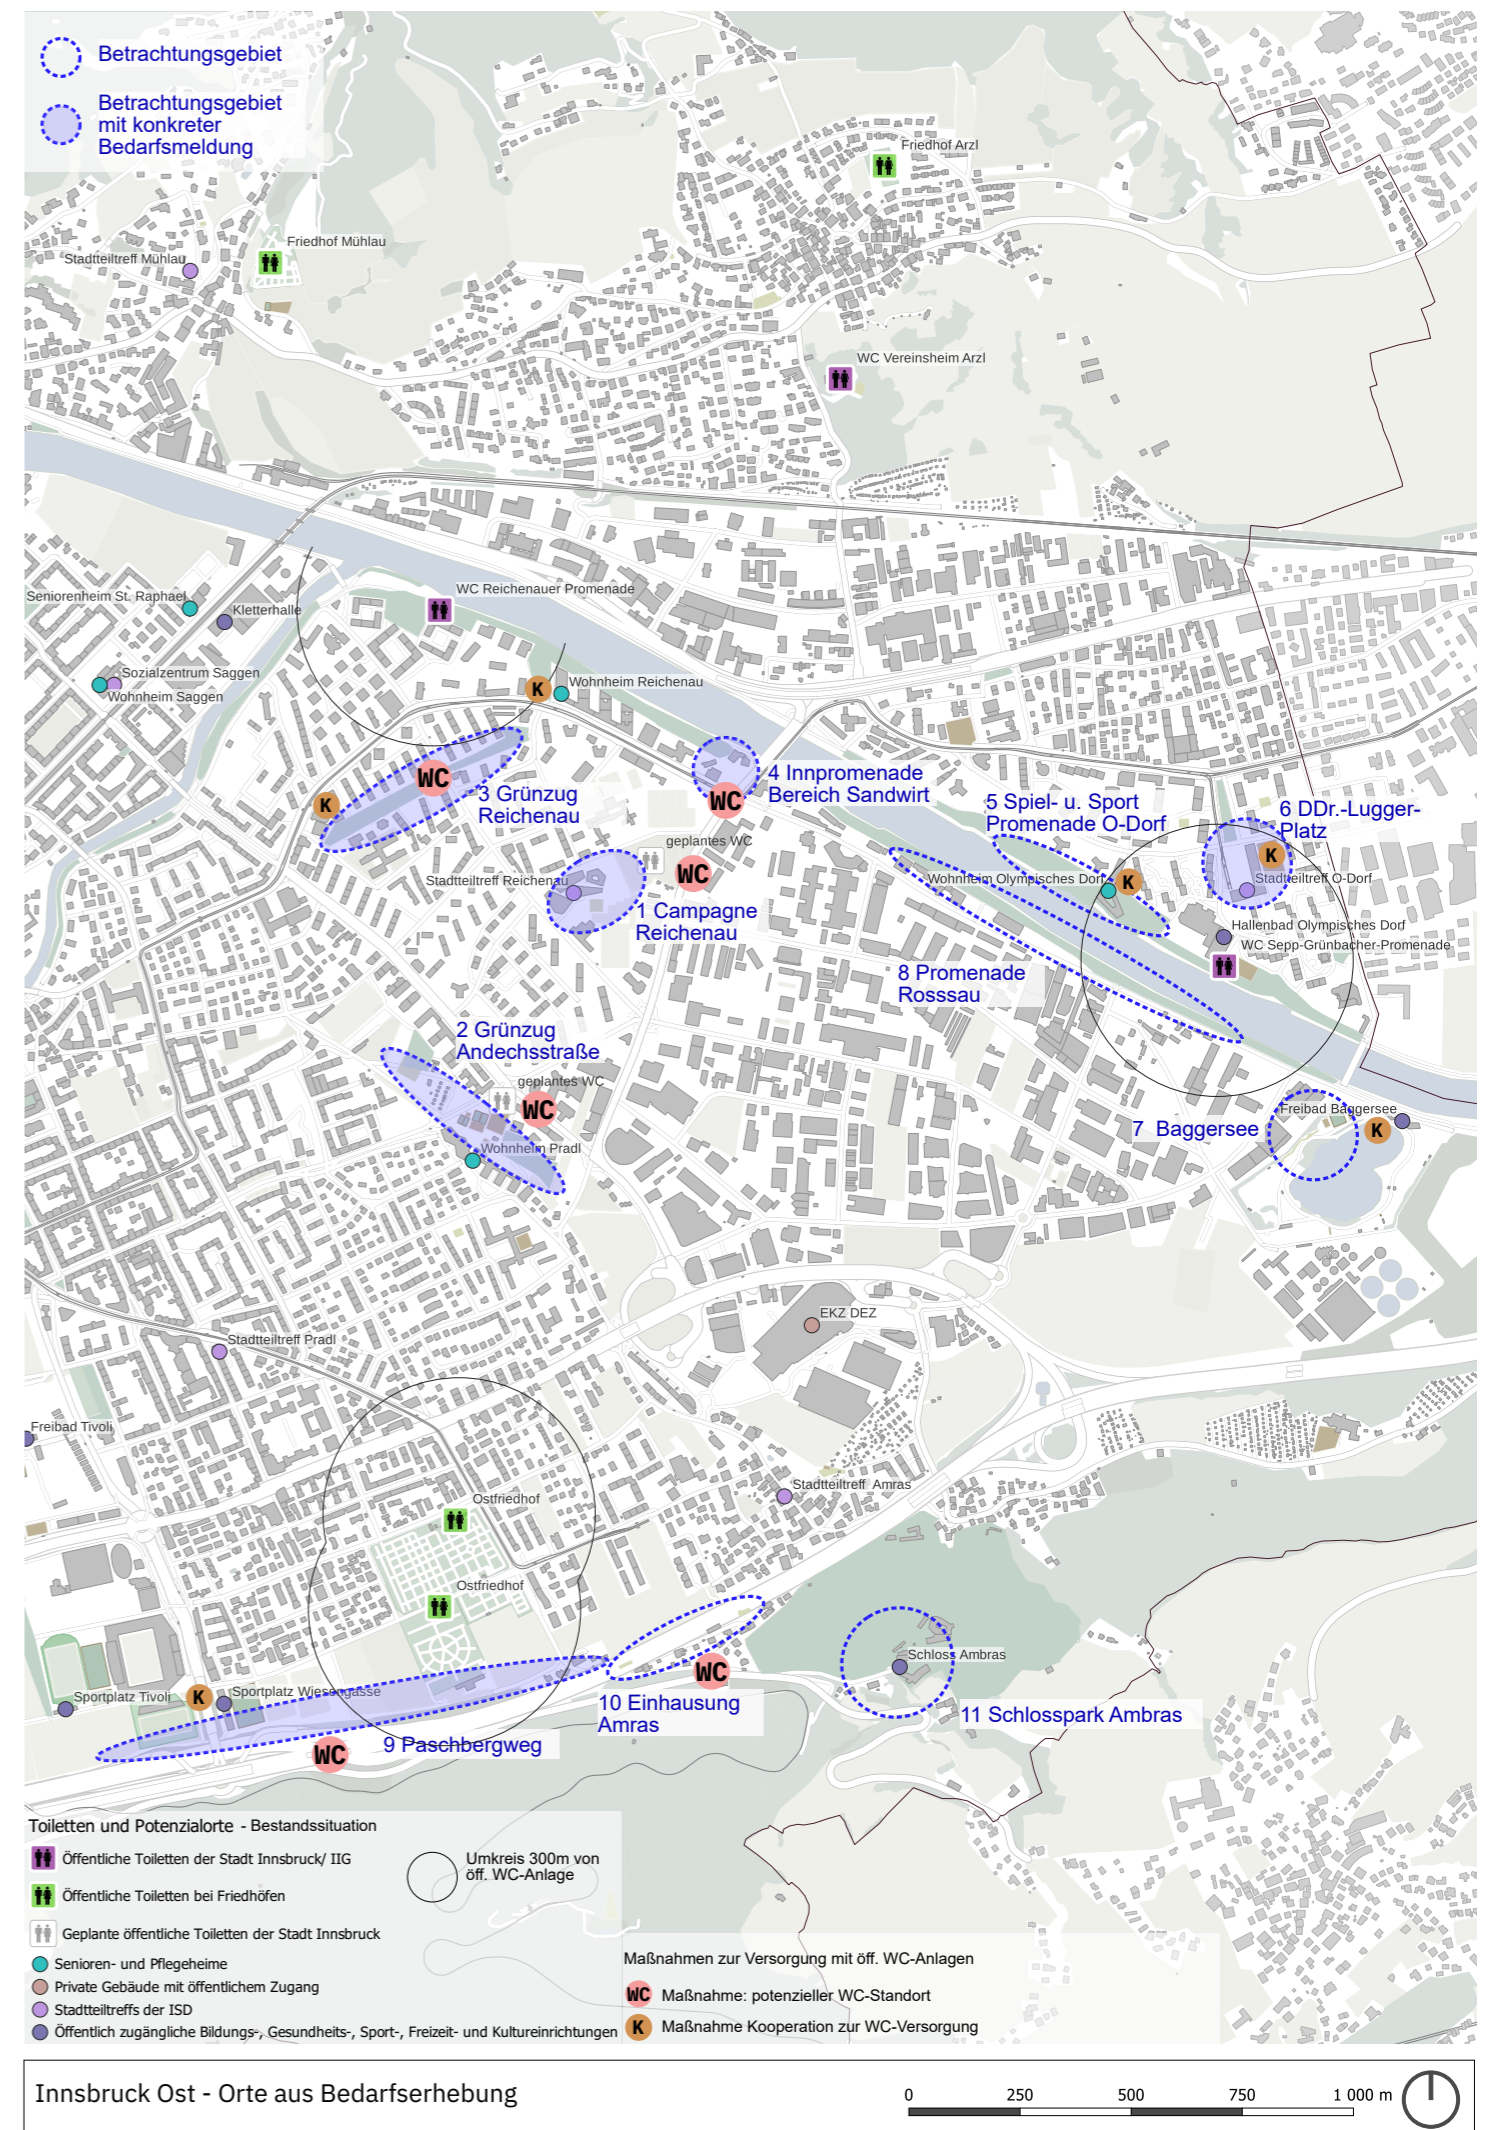 Betrachtungsgebiet
Betrachtungsgebiet
mit konkreter
Bedarfsmeldung
Friedhof Arzl
Friedhof Mühlau
Stadtteiltreff Mühlau
WC Vereinsheim Arzl
WC Reichenauer Promenade
Seniorenheim St. Raphael
Kletterhalle
Sozialzentrum Saggen
Wohnheim Saggen
K
Wohnheim Reichenau
WC
K
3 Grünzug
Reichenau
4 Innpromenade
Bereich Sandwirt
WC
5 Spiel- u. Sport
Promenade O-Dorf
6 DDr.-Lugger-
Platz
K
geplantes WC
WC
Stadtteiltreff Reichenau
1 Campagne
Reichenau
Wohnheim Olympisches Dorf
K
Stadtteiltreff O-Dorf
Hallenbad Olympisches Dorf
WC Sepp-Grünbacher-Promenade
8 Promenade
Rosssau
2 Grünzug
Andechsstraße
geplantes WC
WC
Wohnheim Pradl
Freibad Baggersee
7 Baggersee
K
EKZ DEZ
Stadtteiltreff Pradl
Freibad Tivoli
Stadtteiltreff Amras
Ostfriedhof
Ostfriedhof
Schloss Ambras
WC
Sportplatz Tivoli
K
Sportplatz Wiesengasse
10 Einhausung
Amras
11 Schlosspark Ambras
9 Paschbergweg
WC
Toiletten und Potenzialorte - Bestandssituation
Öffentliche Toiletten der Stadt Innsbruck/ IIG
Umkreis 300m von
öff. WC-Anlage
Öffentliche Toiletten bei Friedhöfen
Geplante öffentliche Toiletten der Stadt Innsbruck
Senioren- und Pflegeheime
Private Gebäude mit öffentlichem Zugang
Stadtteiltreffs der ISD
Öffentlich zugängliche Bildungs-, Gesundheits-, Sport-, Freizeit- und Kultureinrichtungen
Maßnahmen zur Versorgung mit öff. WC-Anlagen
WC Maßnahme: potenzieller WC-Standort
K Maßnahme Kooperation zur WC-Versorgung
Innsbruck Ost - Orte aus Bedarfserhebung
0 250 500 750 1 000 m